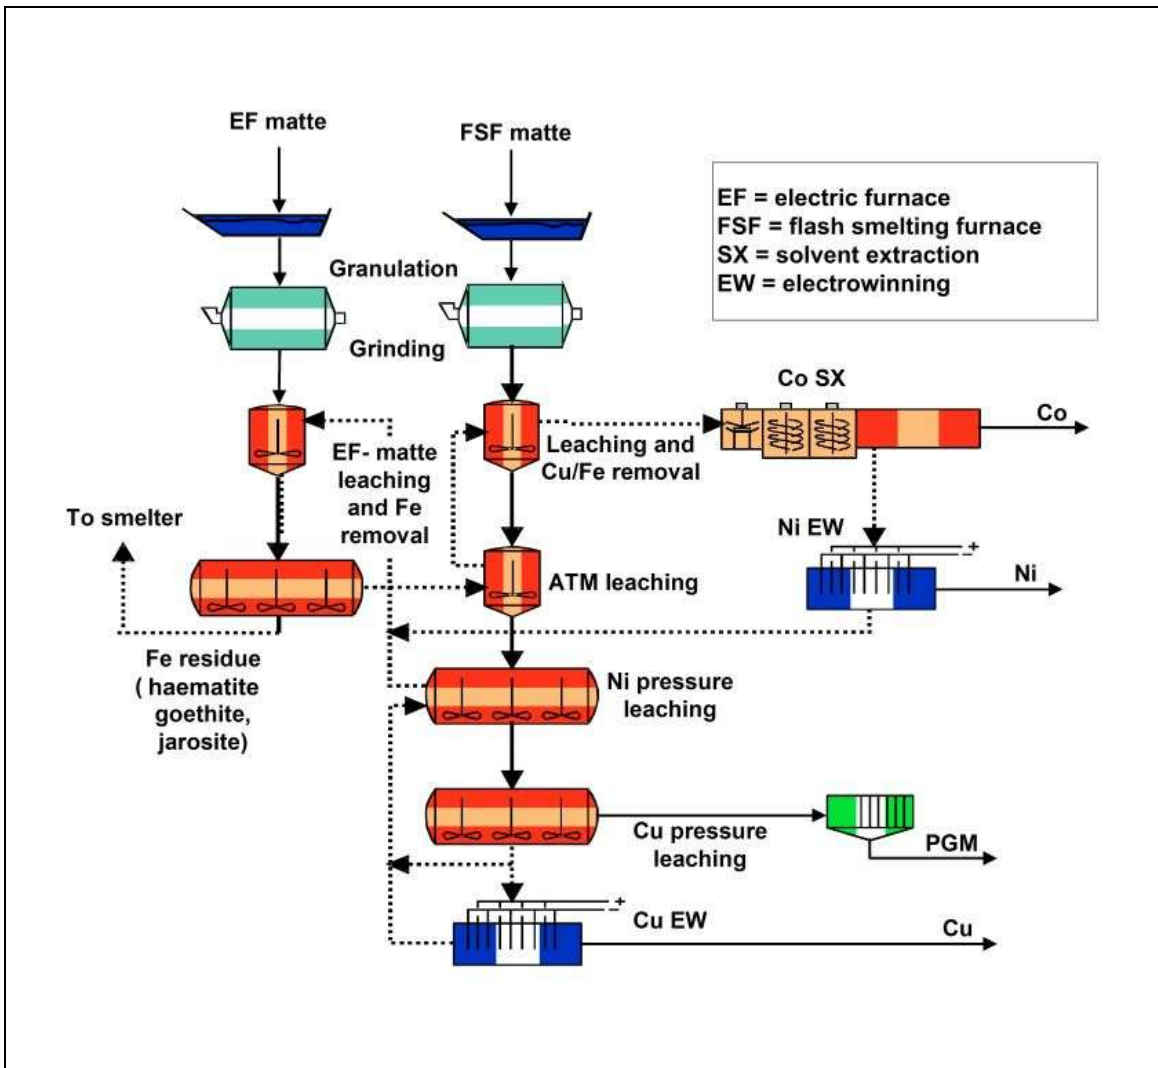 EF matte
FSF matte
EF = electric furnace
FSF = flash smelting furnace
SX = solvent extraction
EW = electrowinning
Granulation
Grinding
Co SX
Co
EF- matte
leaching
and Fe
removal
Leaching and
Cu/Fe removal
To smelter
Ni EW
+
–
Ni
ATM leaching
Fe residue
( haematite
goethite,
jarosite)
Ni pressure
leaching
Cu pressure
leaching
PGM
+
–
Cu EW
Cu